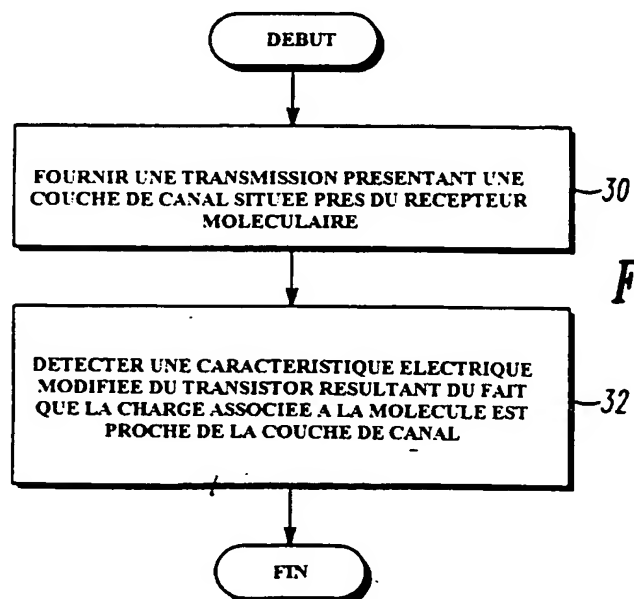 DEBUT
FOURNIR UNE TRANSMISSION PRESENTANT UNE
COUCHE DE CANAL SITUEE PRES DU RECEPTEUR
MOLECULAIRE
30
F
DETECTER UNE CARACTERISTIQUE ELECTRIQUE
MODIFIEE DU TRANSISTOR RESULTANT DU FAIT
QUE LA CHARGE ASSOCIEE A LA MOLECULE EST
PROCHE DE LA COUCHE DE CANAL
32
FIN